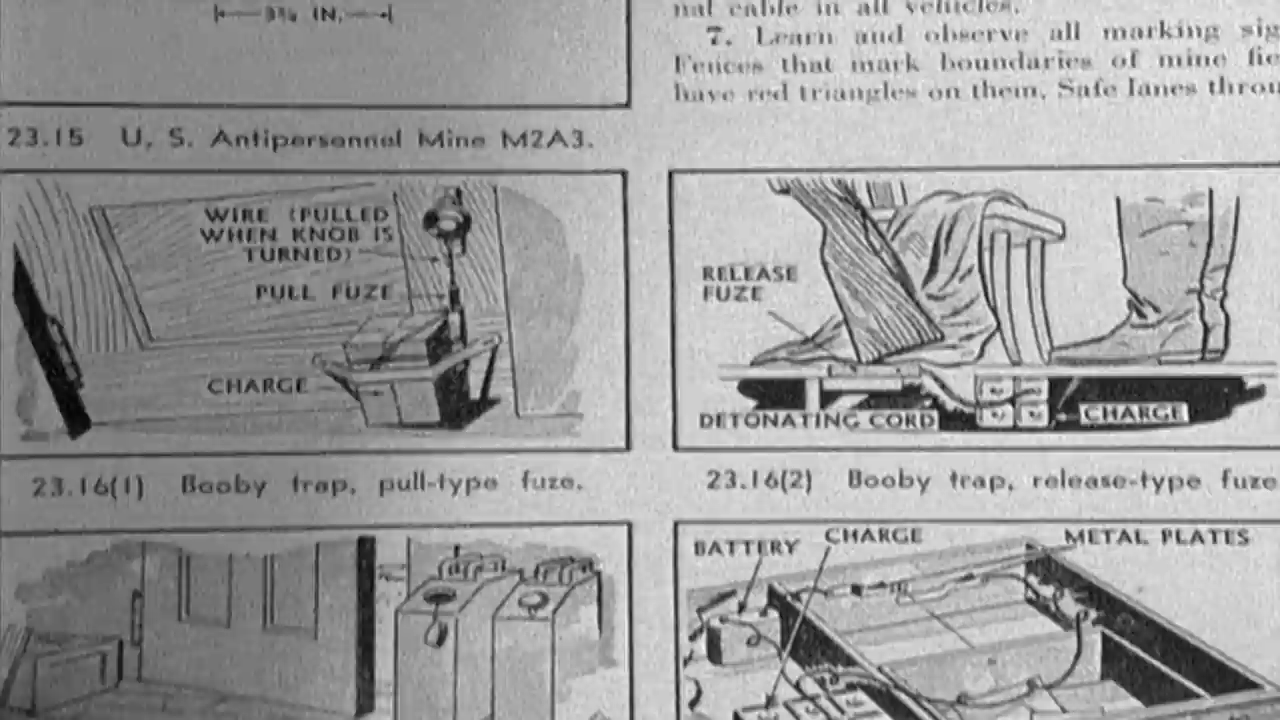 3¾ IN.
nal cable in all vehicles.
7. Learn and observe all marking sig
Fences that mark boundaries of mine fie
have red triangles on them. Safe lanes throu
23.15 U. S. Antipersonnel Mine M2A3.
WIRE (PULLED
WHEN KNOB IS
TURNED)
PULL FUZE
CHARGE
RELEASE
FUZE
DETONATING CORD
CHARGE
23.16(1) Booby trap, pull-type fuze.
23.16(2) Booby trap, release-type fuze
BATTERY
CHARGE
METAL PLATES